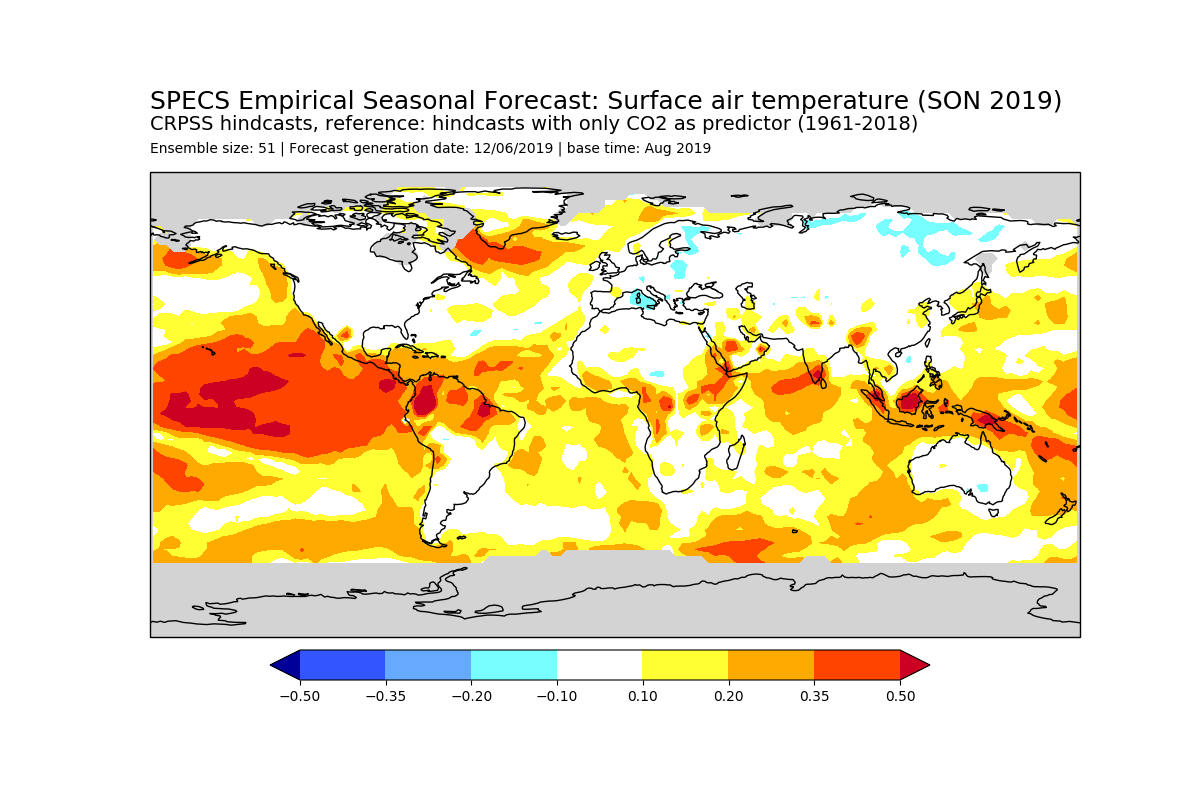 SPECS Empirical Seasonal Forecast: Surface air temperature (SON 2019)
CRPSS hindcasts, reference: hindcasts with only CO2 as predictor (1961-2018)
Ensemble size: 51 | Forecast generation date: 12/06/2019 | base time: Aug 2019
−0.50 −0.35 −0.20 −0.10 0.10 0.20 0.35 0.50